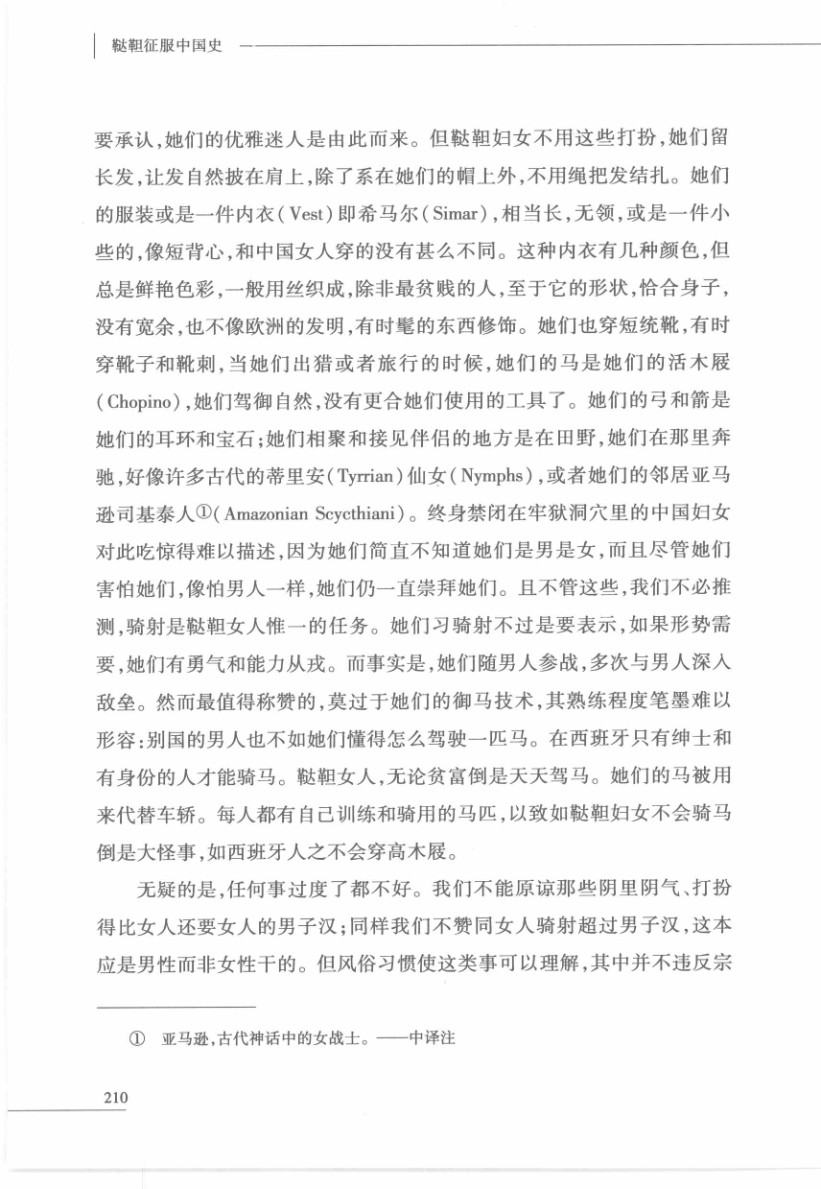 鞑靼征服中国史
要承认,她们的优雅迷人是由此而来。但鞑靼妇女不用这些打扮,她们留
长发,让发自然披在肩上,除了系在她们的帽上外,不用绳把发结扎。她们
的服装或是一件内衣(Vest)即希马尔(Simar),相当长,无领,或是一件小
些的,像短背心,和中国女人穿的没有甚么不同。这种内衣有几种颜色,但
总是鲜艳色彩,一般用丝织成,除非最贫贱的人,至于它的形状,恰合身子,
没有宽余,也不像欧洲的发明,有时髦的东西修饰。她们也穿短统靴,有时
穿靴子和靴刺,当她们出猎或者旅行的时候,她们的马是她们的活木屐
(Chopino),她们驾御自然,没有更合她们使用的工具了。她们的弓和箭是
她们的耳环和宝石;她们相聚和接见伴侣的地方是在田野,她们在那里奔
驰,好像许多古代的蒂里安(Tyrrian)仙女(Nymphs),或者她们的邻居亚马
逊司基泰人①(Amazonian Scycthiani)。终身禁闭在牢狱洞穴里的中国妇女
对此吃惊得难以描述,因为她们简直不知道她们是男是女,而且尽管她们
害怕她们,像怕男人一样,她们仍一直崇拜她们。且不管这些,我们不必推
测,骑射是鞑靼女人惟一的任务。她们习骑射不过是要表示,如果形势需
要,她们有勇气和能力从戎。而事实是,她们随男人参战,多次与男人深入
敌垒。然而最值得称赞的,莫过于她们的御马技术,其熟练程度笔墨难以
形容:别国的男人也不如她们懂得怎么驾驶一匹马。在西班牙只有绅士和
有身份的人才能骑马。鞑靼女人,无论贫富倒是天天驾马。她们的马被用
来代替车轿。每人都有自己训练和骑用的马匹,以致如鞑靼妇女不会骑马
倒是大怪事,如西班牙人之不会穿高木屐。
无疑的是,任何事过度了都不好。我们不能原谅那些阴里阴气、打扮
得比女人还要女人的男子汉;同样我们不赞同女人骑射超过男子汉,这本
应是男性而非女性干的。但风俗习惯使这类事可以理解,其中并不违反宗
① 亚马逊,古代神话中的女战士。——中译注
210